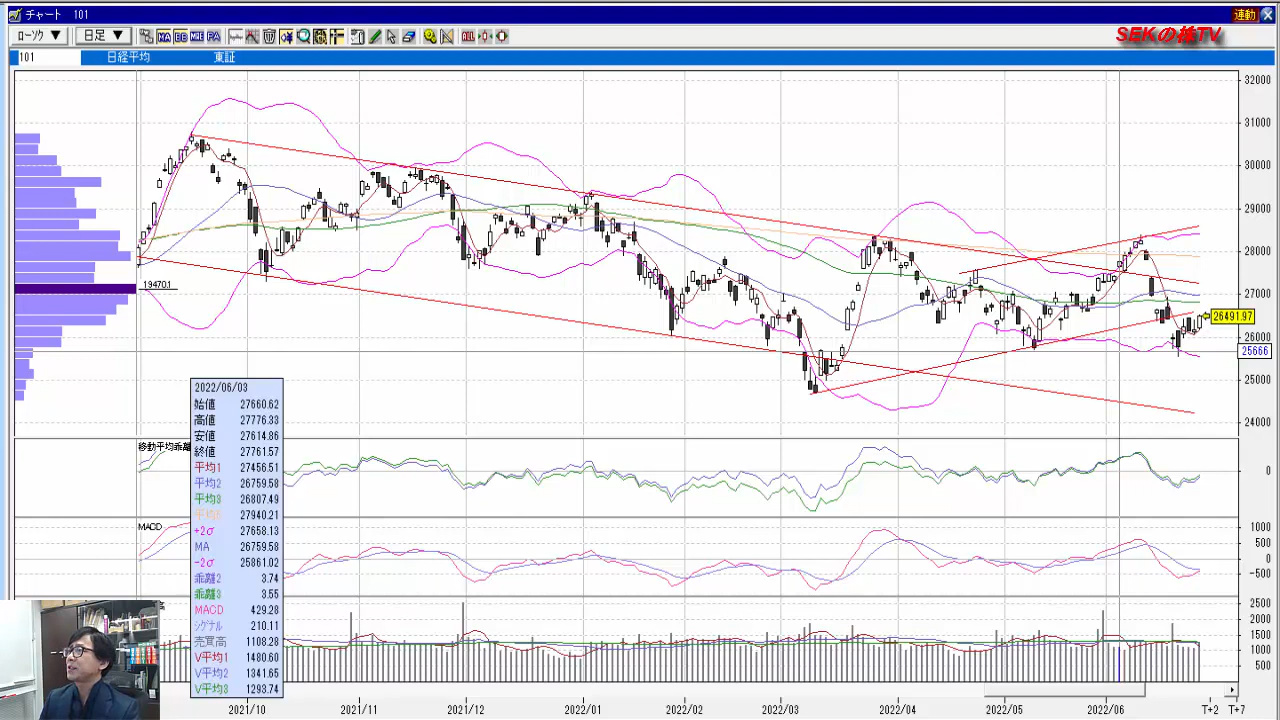 チャート 101 連動
ローソク ▼ 日足 ▼ MA BB
SEKの株TV
101 日経平均 東証
32000
31000
30000
29000
28000
27000
26491.97
26000
25666
25000
24000
19470.1
2022/06/03
始値 27660.62
高値 27776.33
安値 27614.86
終値 27761.57
平均1 27456.51
平均2 26759.58
平均3 26807.49
27940.21
+2σ 27658.13
MA 26759.58
-2σ 25861.02
乖離2 3.74
乖離3 3.55
MACD 429.28
シグナル 210.11
売買高 1108.28
V平均1 1480.60
V平均2 1341.65
V平均3 1293.74
移動平均乖離
0
MACD
1000
500
0
-500
2500
2000
1500
1000
500
2021/10 2021/11 2021/12 2022/01 2022/02 2022/03 2022/04 2022/05 2022/06 T+2 T+7